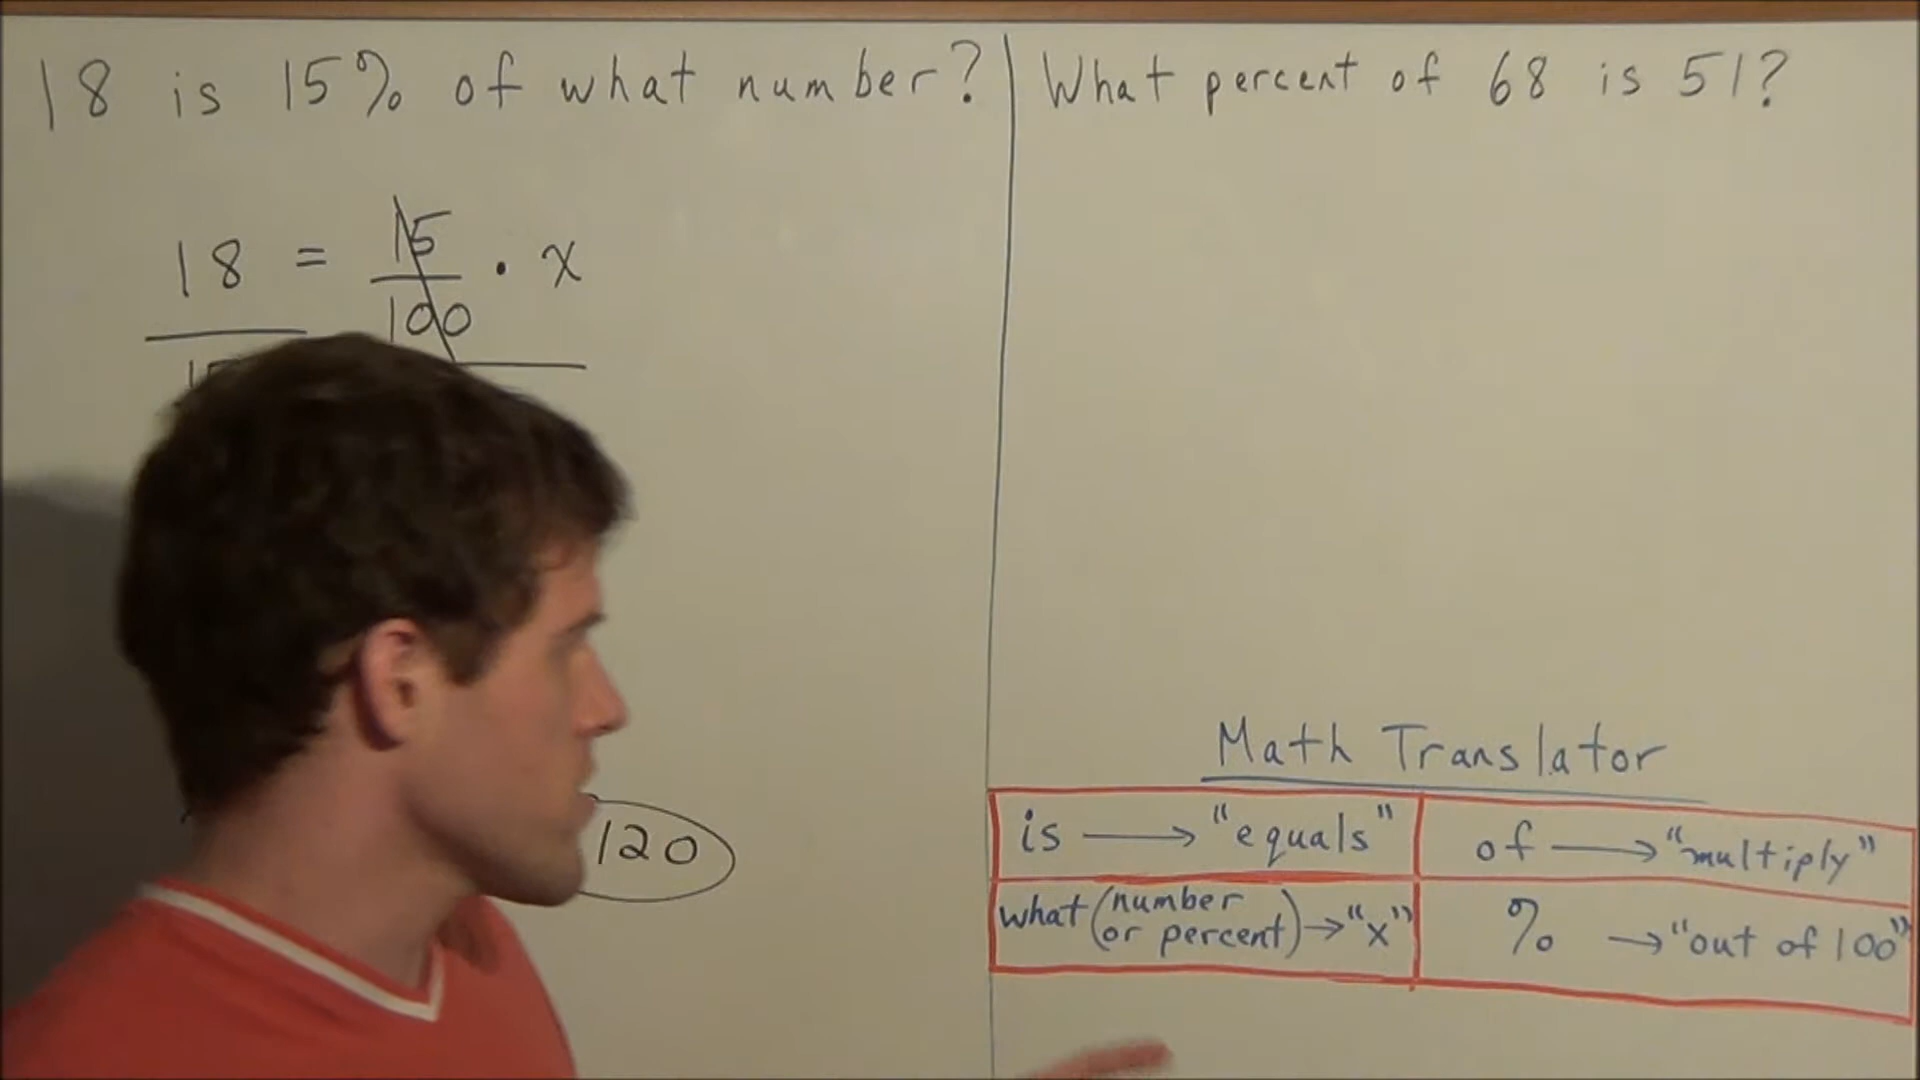 18 is 15% of what number?
18 = 15/100 · x
120
What percent of 68 is 51?
Math Translator
is → "equals"
of → "multiply"
what (number or percent) → "x"
% → "out of 100"